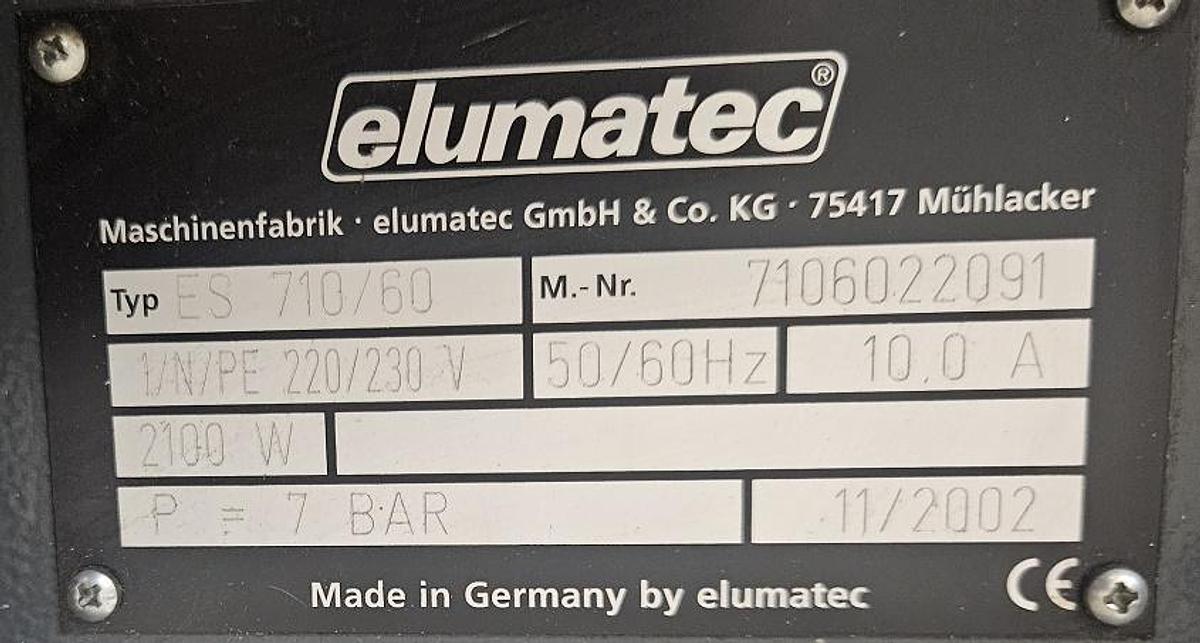 elumatec®
Maschinenfabrik · elumatec GmbH & Co. KG · 75417 Mühlacker
Typ ES 710/60 M.-Nr. 7106022091
1/N/PE 220/230 V 50/60Hz 10.0 A
2100 W
P = 7 BAR 11/2002
Made in Germany by elumatec CE